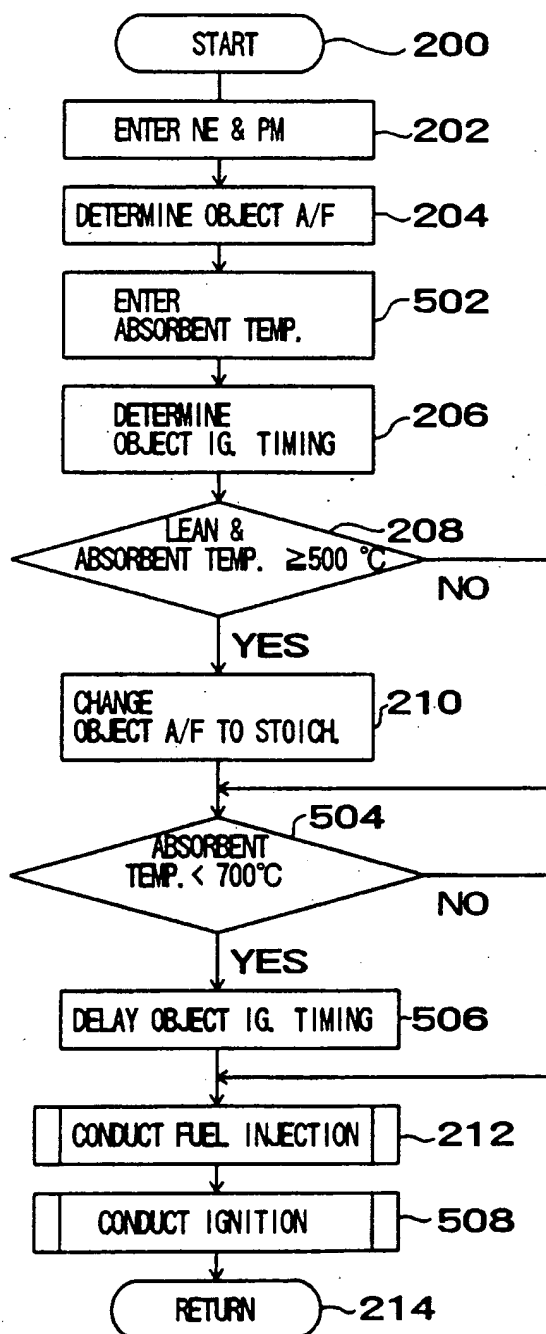 START
200
ENTER NE & PM
202
DETERMINE OBJECT A/F
204
ENTER
ABSORBENT TEMP.
502
DETERMINE
OBJECT IG. TIMING
206
LEAN &
ABSORBENT TEMP. ≧500 °C
208
NO
YES
CHANGE
OBJECT A/F TO STOICH.
210
504
ABSORBENT
TEMP.< 700℃
NO
YES
DELAY OBJECT IG. TIMING
506
CONDUCT FUEL INJECTION
212
CONDUCT IGNITION
508
RETURN
214